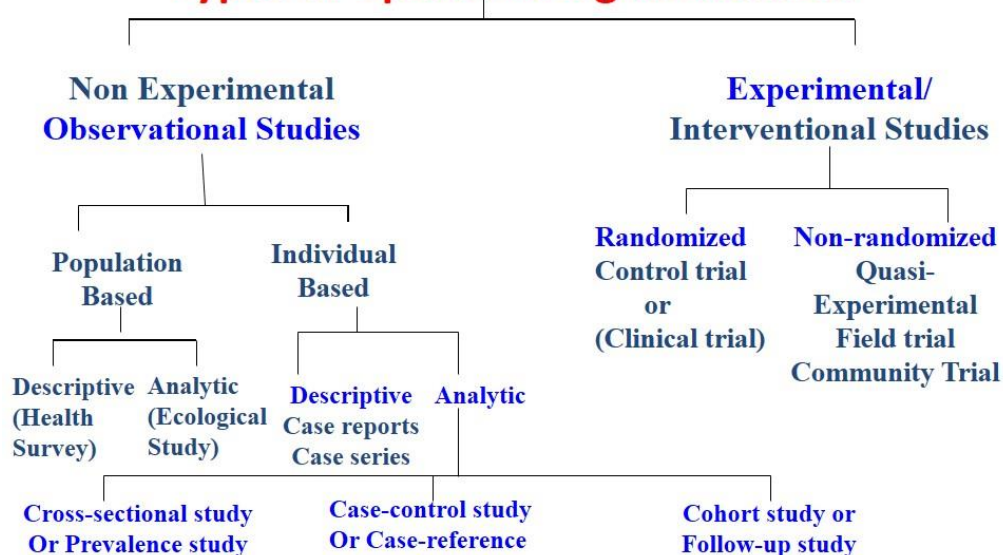 Non Experimental
Observational Studies
Experimental/
Interventional Studies
Population
Based
Individual
Based
Randomized
Control trial
or
(Clinical trial)
Non-randomized
Quasi-
Experimental
Field trial
Community Trial
Descriptive
(Health
Survey)
Analytic
(Ecological
Study)
Descriptive
Case reports
Case series
Analytic
Cross-sectional study
Or Prevalence study
Case-control study
Or Case-reference
Cohort study or
Follow-up study